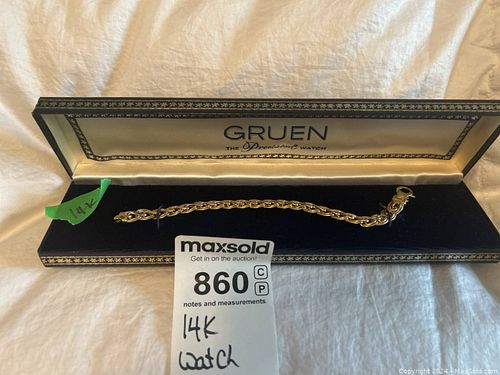 GRUEN
THE Precision WATCH
14-K
maxsold
Get in on the auction!
860 C P
notes and measurements
14K
Watch
Copyright 2024 - MaxSold.com